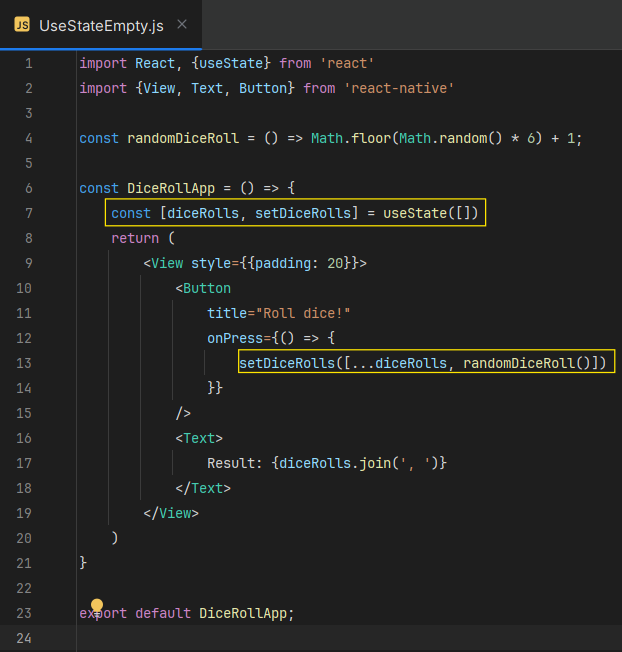 JS UseStateEmpty.js ×
1 import React, {useState} from 'react'
2 import {View, Text, Button} from 'react-native'
3
4 const randomDiceRoll = () => Math.floor(Math.random() * 6) + 1;
5
6 const DiceRollApp = () => {
7 const [diceRolls, setDiceRolls] = useState([])
8 return (
9 <View style={{padding: 20}}>
10 <Button
11 title="Roll dice!"
12 onPress={() => {
13 setDiceRolls([...diceRolls, randomDiceRoll()])
14 }}
15 />
16 <Text>
17 Result: {diceRolls.join(', ')}
18 </Text>
19 </View>
20 )
21 }
22
23 export default DiceRollApp;
24